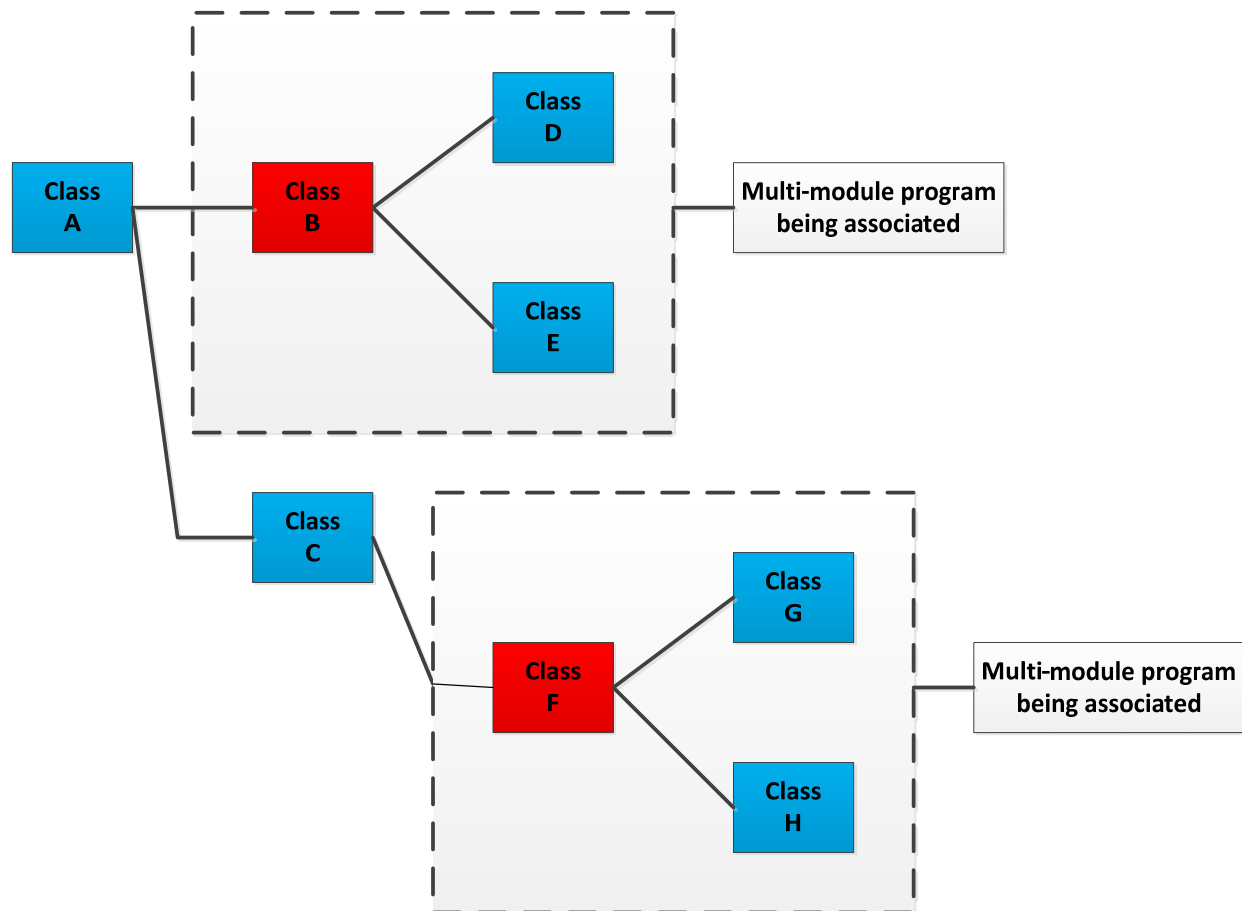 Class
D
Class
A
Class
B
Multi-module program
being associated
Class
E
Class
C
Class
G
Class
F
Multi-module program
being associated
Class
H